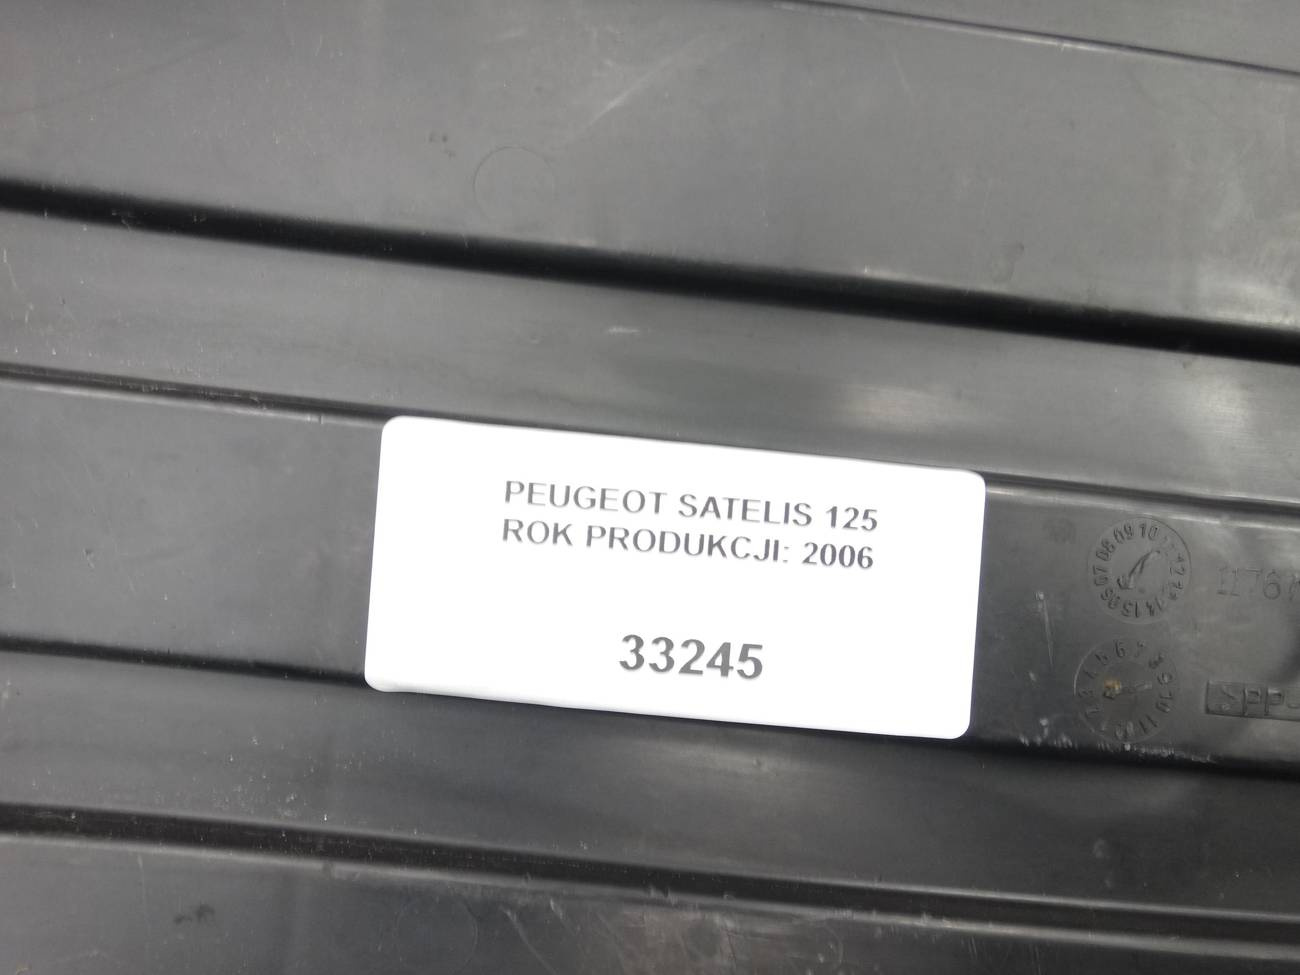 PEUGEOT SATELIS 125
ROK PRODUKCJI: 2006
33245